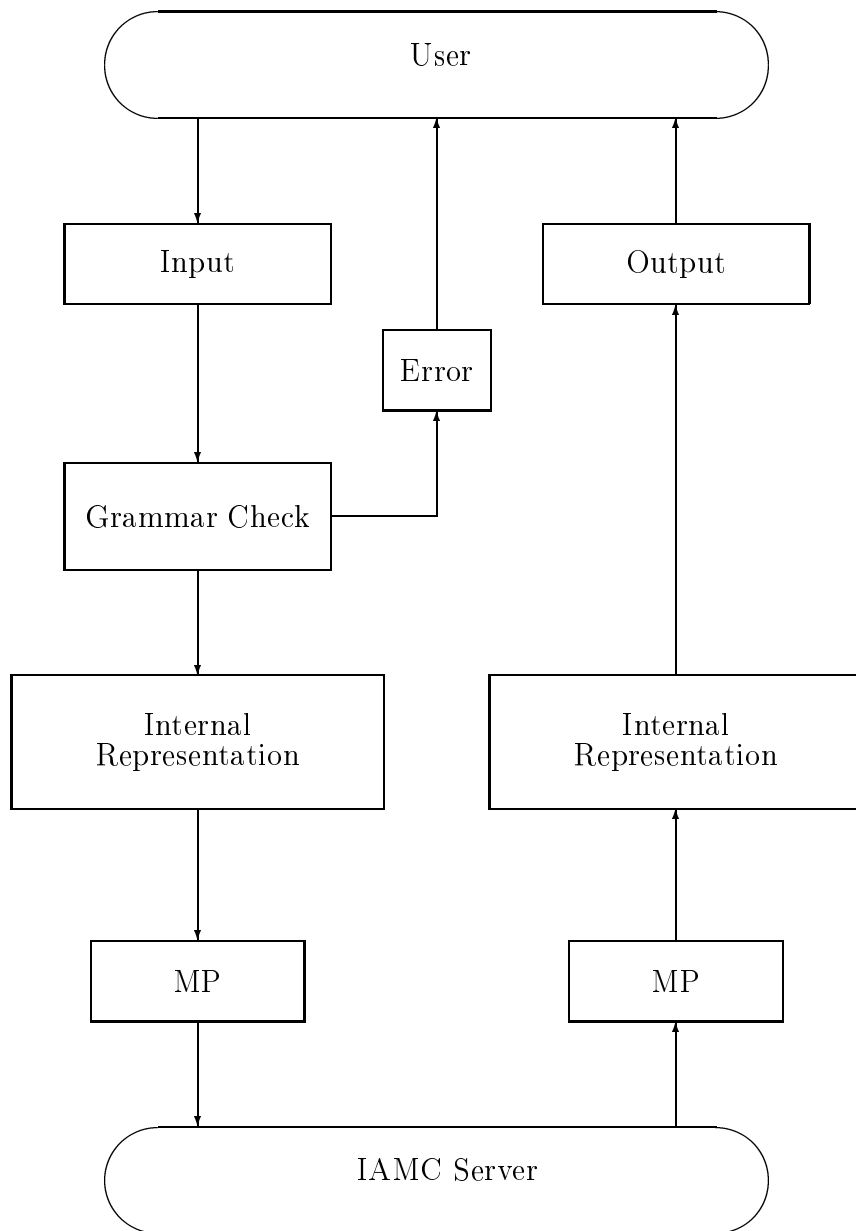 User
Input
Output
Error
Grammar Check
Internal
Representation
Internal
Representation
MP
MP
IAMC Server